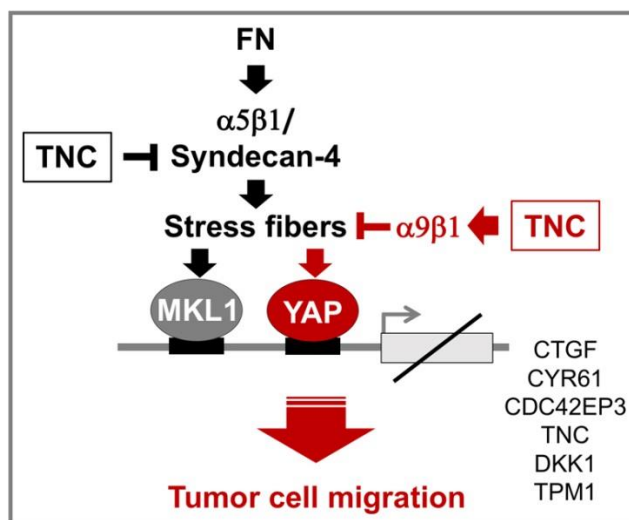 FN
α5β1/
TNC
Syndecan-4
Stress fibers
α9β1
TNC
MKL1
YAP
CTGF
CYR61
CDC42EP3
TNC
DKK1
TPM1
Tumor cell migration